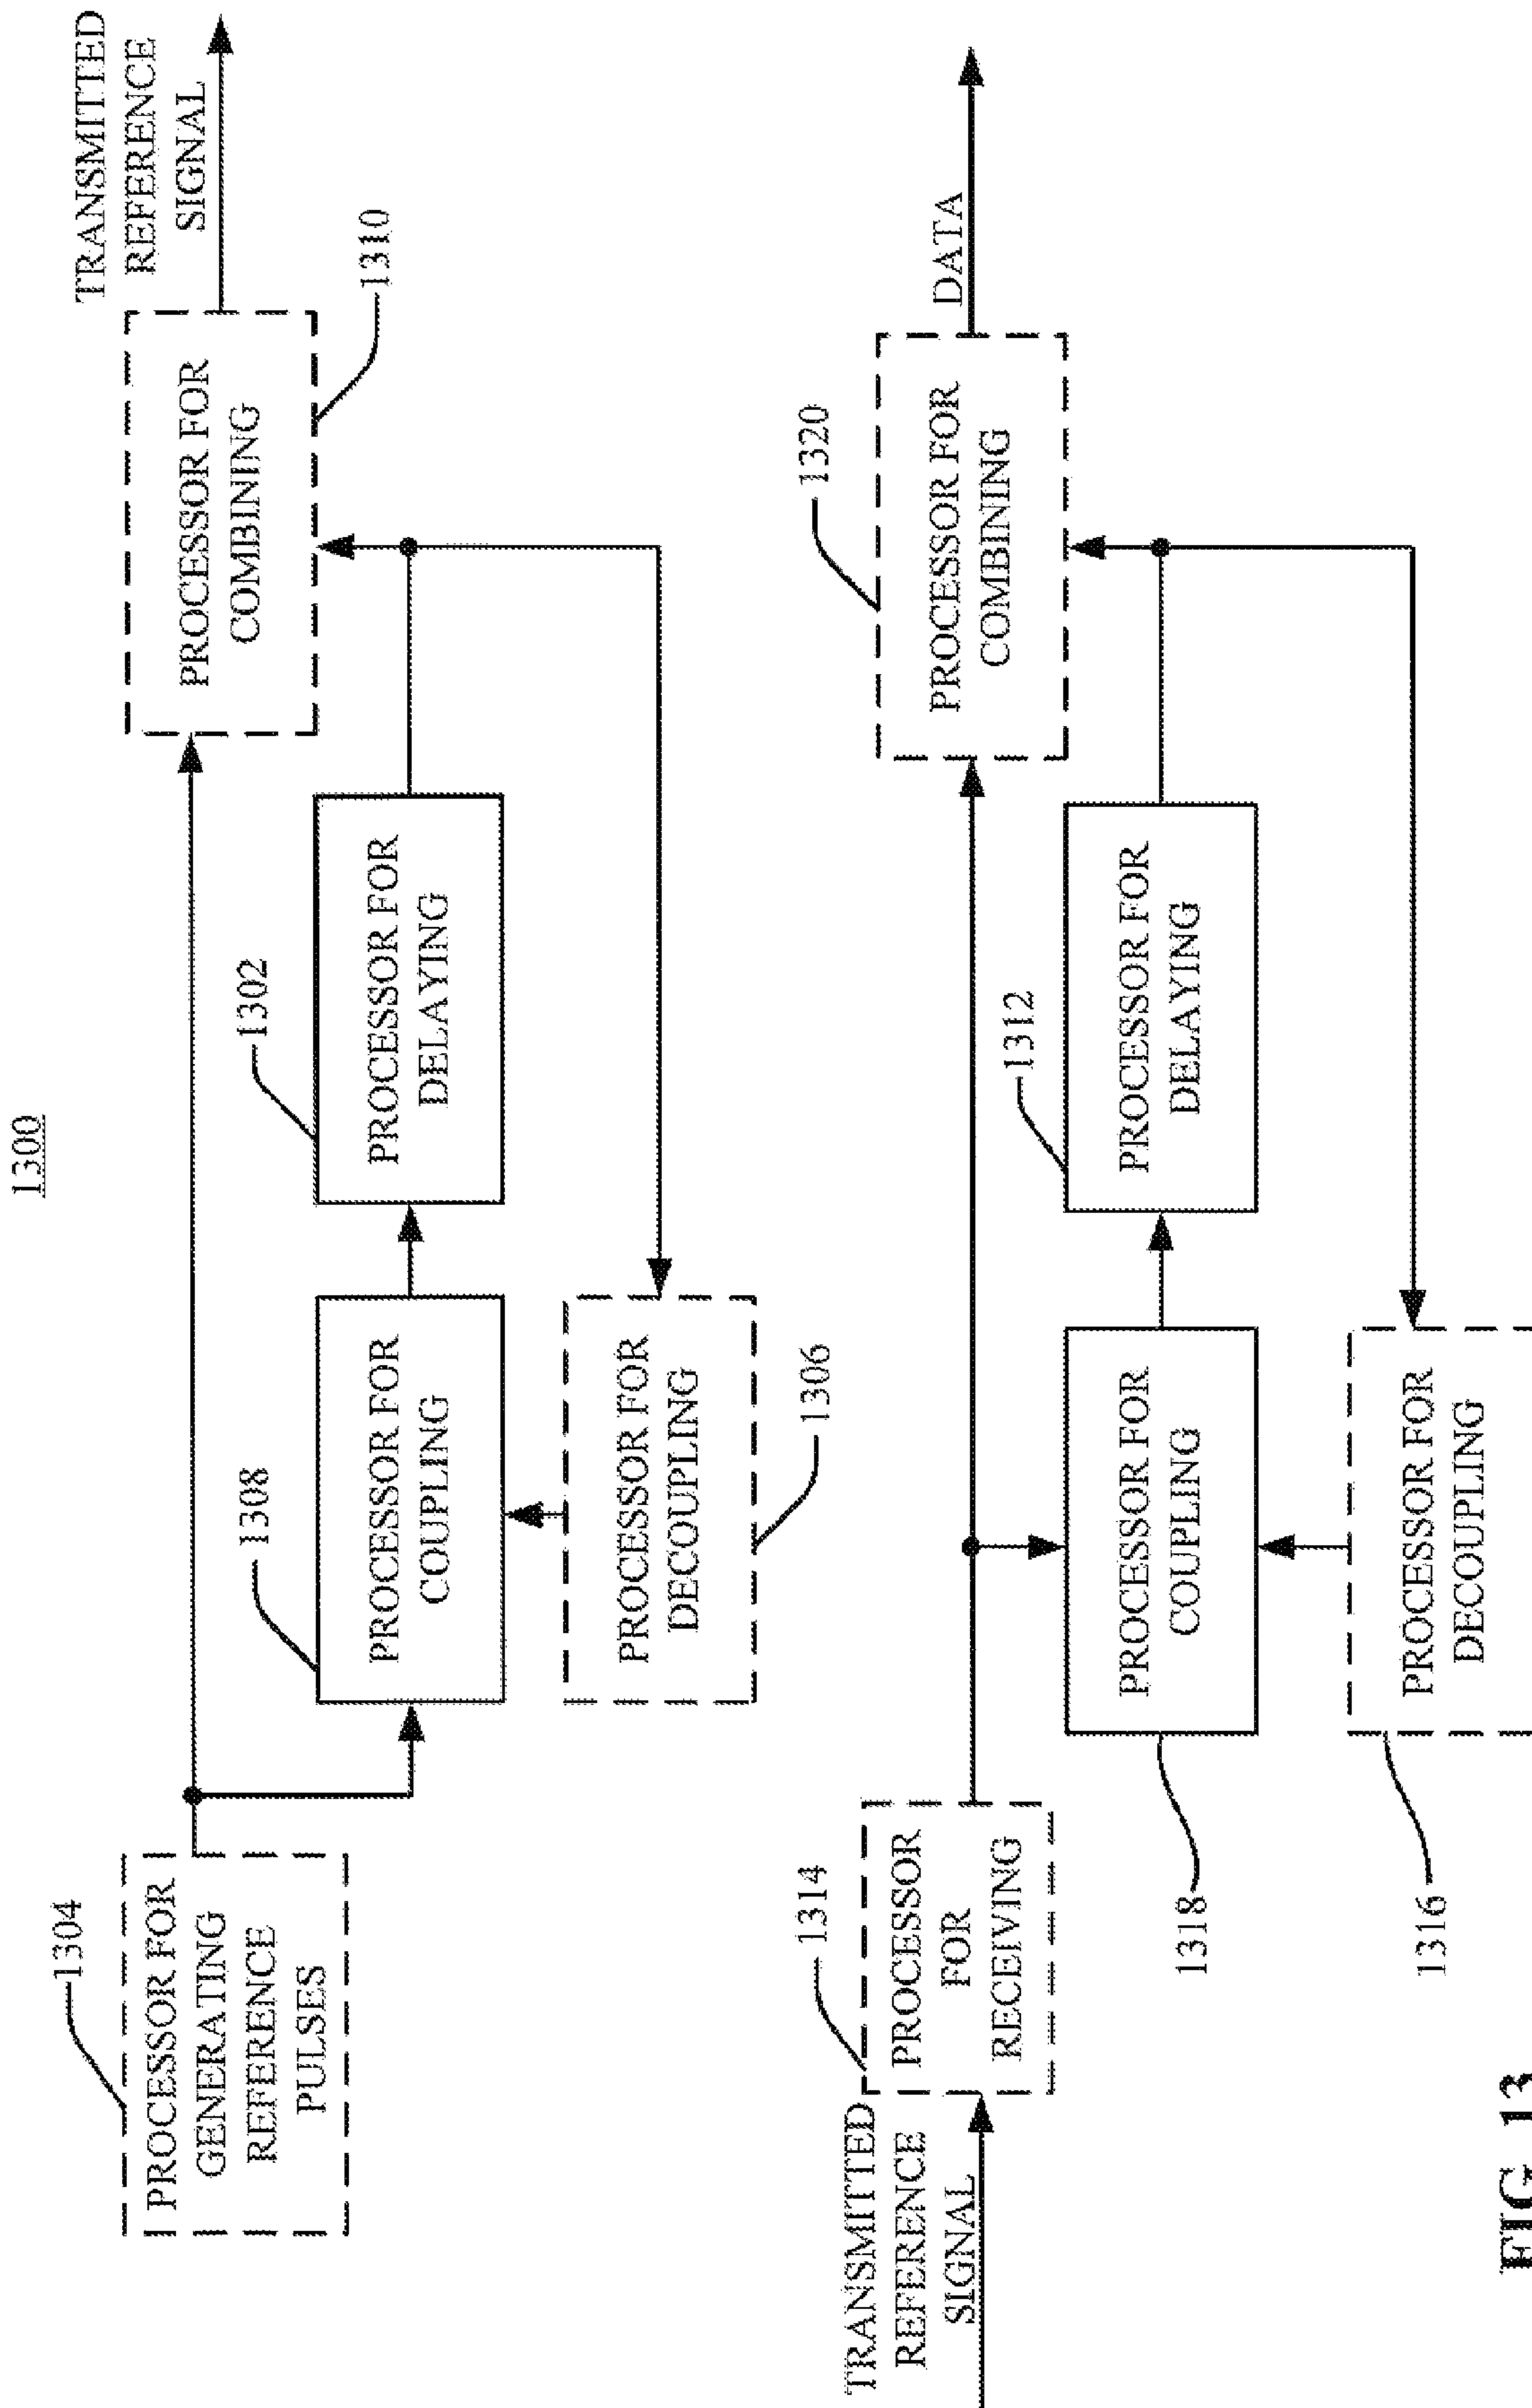 1300
TRANSMITTED
REFERENCE
SIGNAL
1304
PROCESSOR FOR
GENERATING
REFERENCE
PULSES
PROCESSOR FOR
COMBINING
1310
1308
PROCESSOR FOR
COUPLING
1302
PROCESSOR FOR
DELAYING
PROCESSOR FOR
DECOUPLING
1306
TRANSMITTED
REFERENCE
SIGNAL
1314
PROCESSOR
FOR
RECEIVING
1320
PROCESSOR FOR
COMBINING
DATA
1318
PROCESSOR FOR
COUPLING
1312
PROCESSOR FOR
DELAYING
1316
PROCESSOR FOR
DECOUPLING
FIG. 13